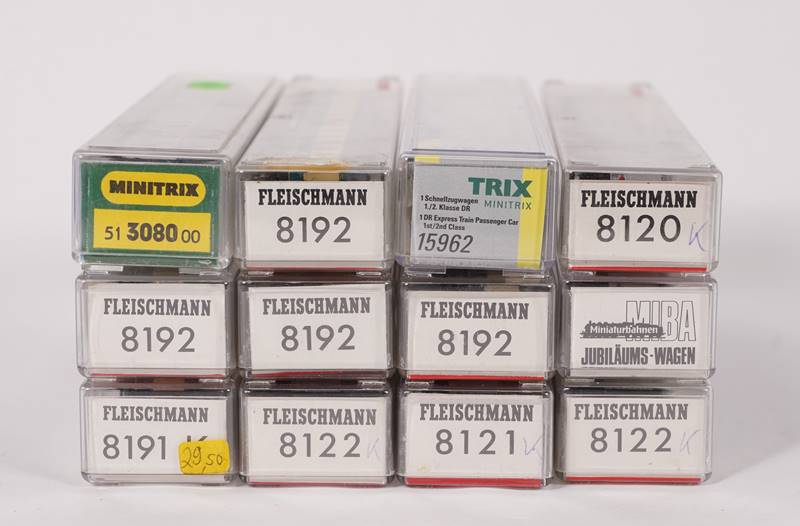 MINITRIX
51 3080 00
FLEISCHMANN
8192
TRIX
MINITRIX
1 Schnellzugwagen
1./2. Klasse DR
1 DR Express Train Passenger Car
1st/2nd Class
15962
FLEISCHMANN
8120 K
FLEISCHMANN
8192
FLEISCHMANN
8192
FLEISCHMANN
8192
MIBA
Miniaturbahnen
JUBILÄUMS-WAGEN
FLEISCHMANN
8191 K
29,50
FLEISCHMANN
8122 K
FLEISCHMANN
8121 K
FLEISCHMANN
8122 K